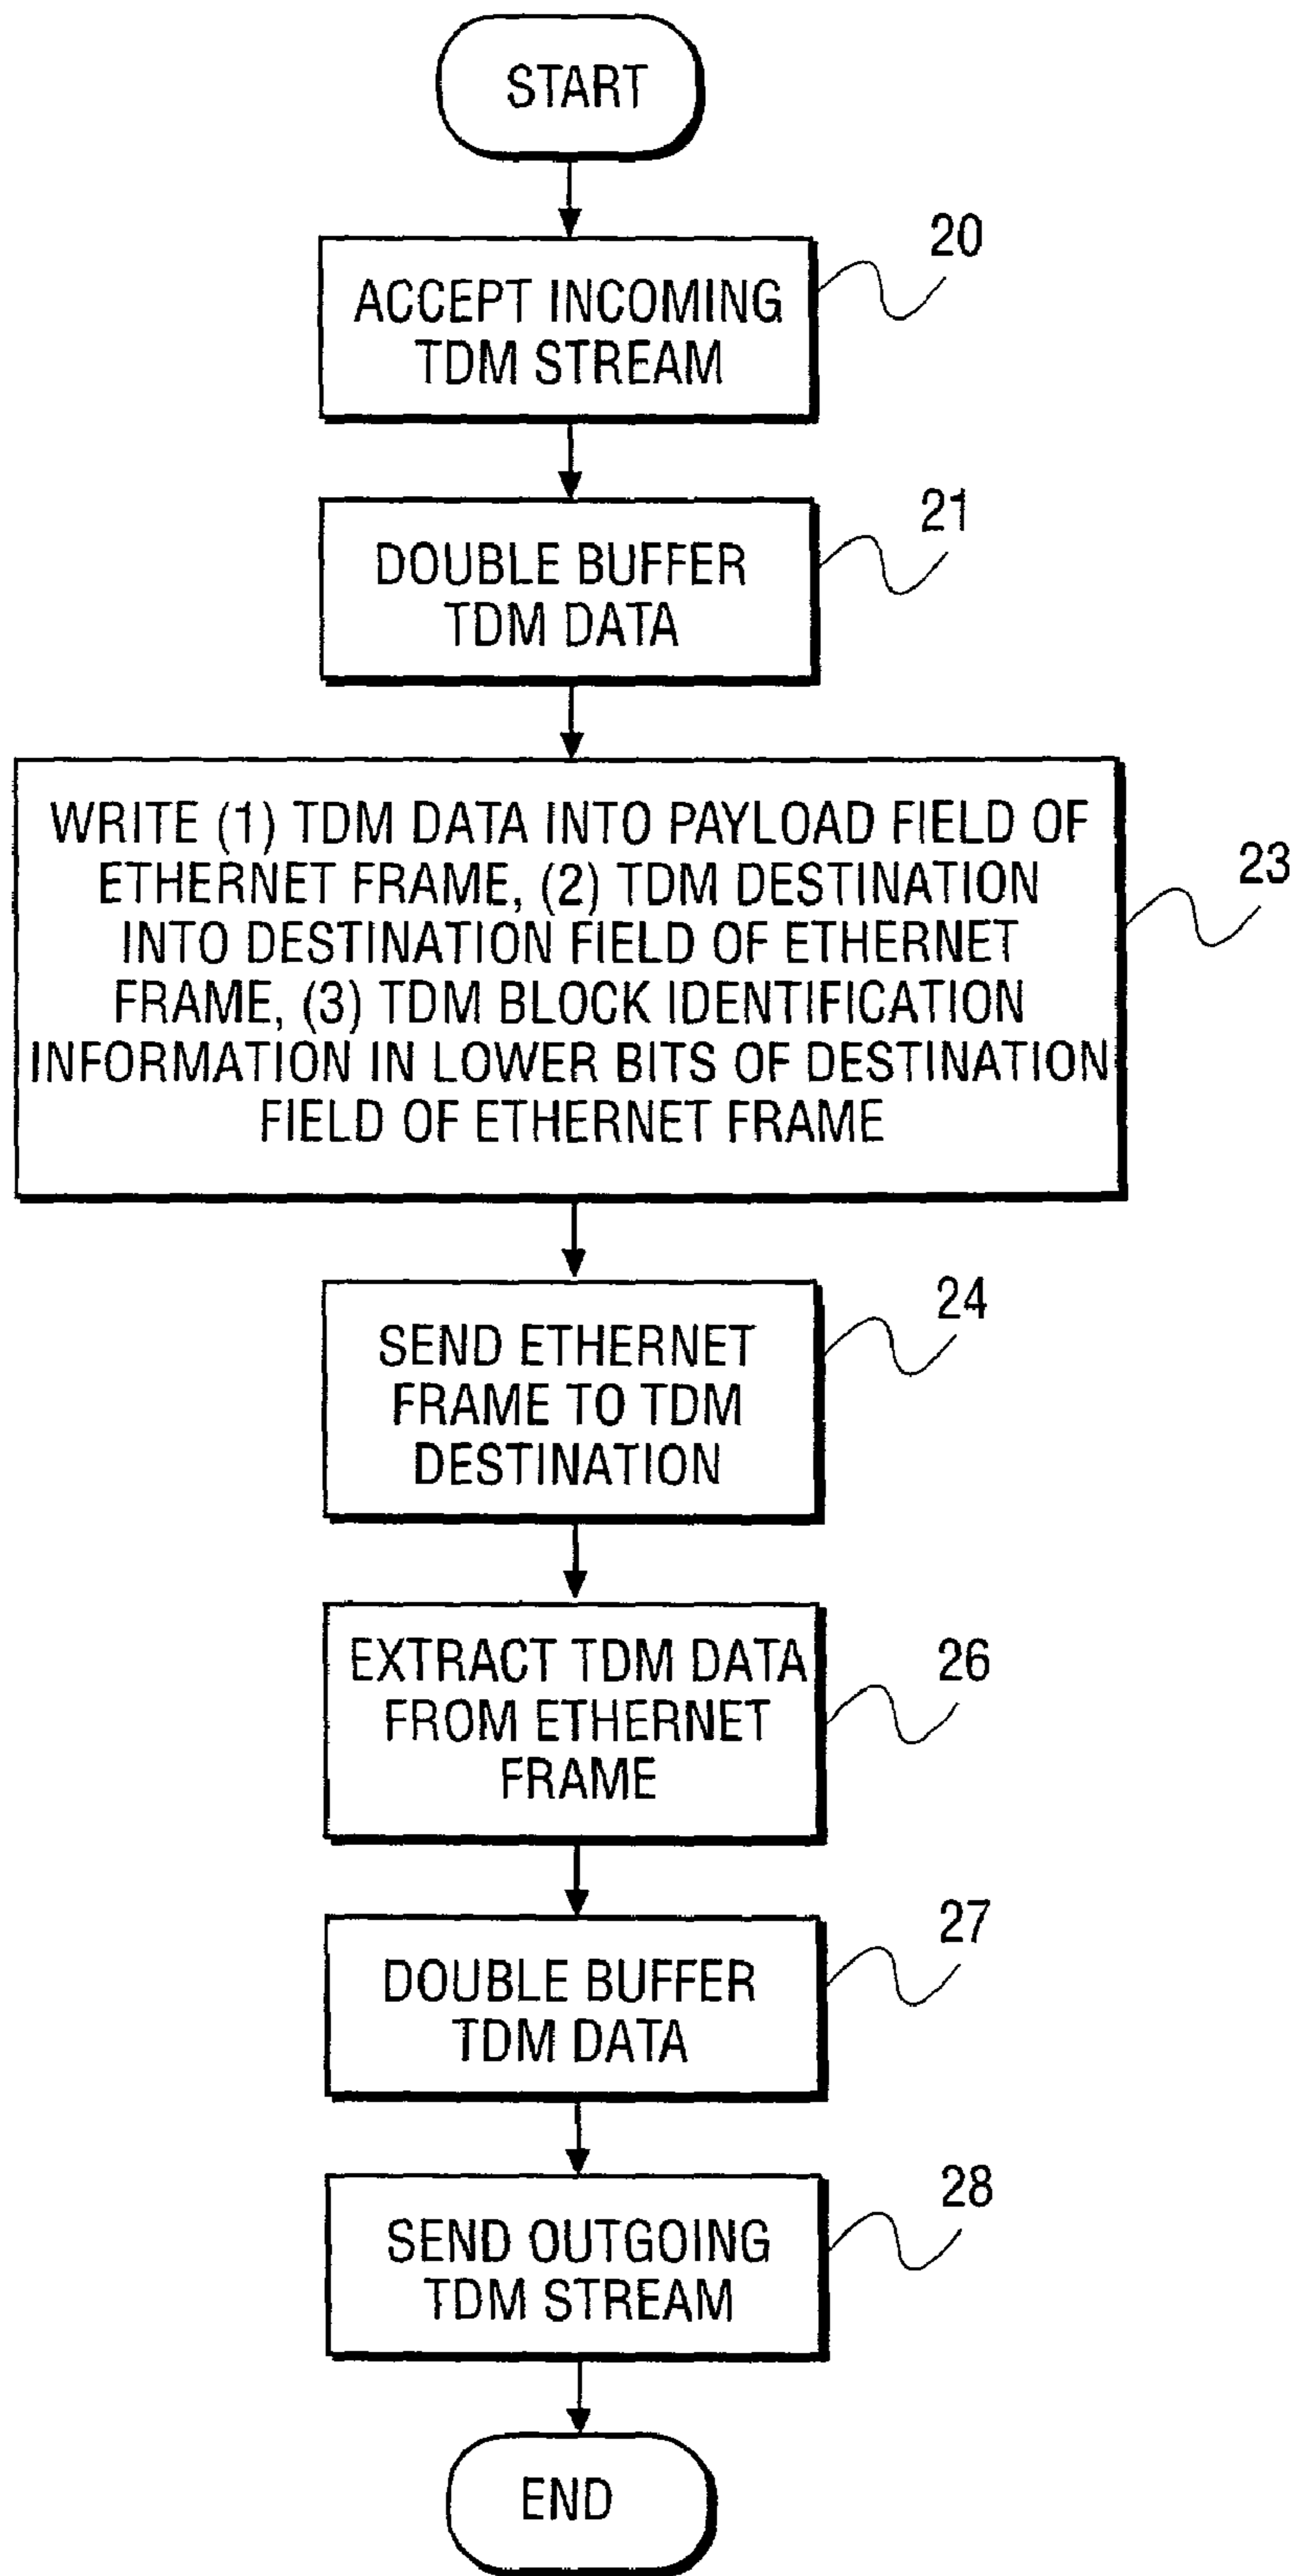 START
20
ACCEPT INCOMING
TDM STREAM
21
DOUBLE BUFFER
TDM DATA
23
WRITE (1) TDM DATA INTO PAYLOAD FIELD OF
ETHERNET FRAME, (2) TDM DESTINATION
INTO DESTINATION FIELD OF ETHERNET
FRAME, (3) TDM BLOCK IDENTIFICATION
INFORMATION IN LOWER BITS OF DESTINATION
FIELD OF ETHERNET FRAME
24
SEND ETHERNET
FRAME TO TDM
DESTINATION
26
EXTRACT TDM DATA
FROM ETHERNET
FRAME
27
DOUBLE BUFFER
TDM DATA
28
SEND OUTGOING
TDM STREAM
END